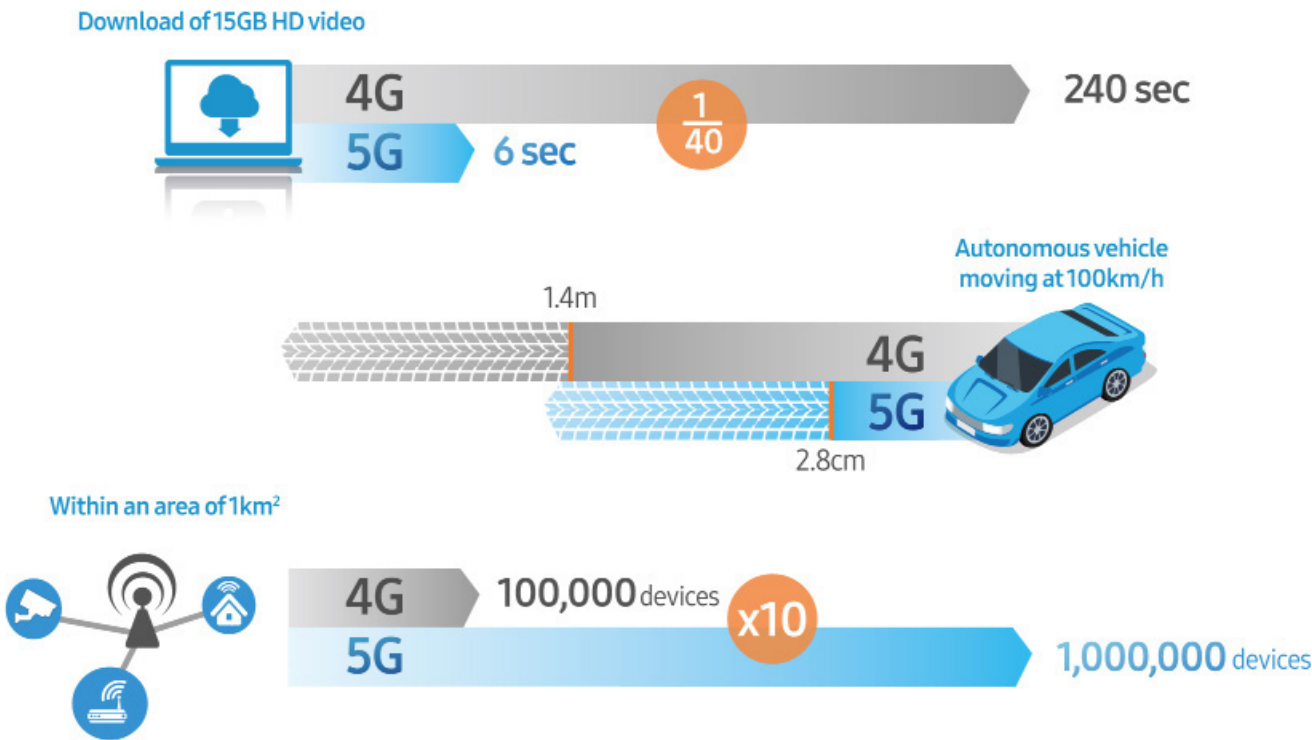 Download of 15GB HD video
4G
240 sec
1
40
5G
6 sec
Autonomous vehicle
moving at 100km/h
1.4m
4G
5G
2.8cm
Within an area of 1km²
4G
100,000 devices
x10
5G
1,000,000 devices